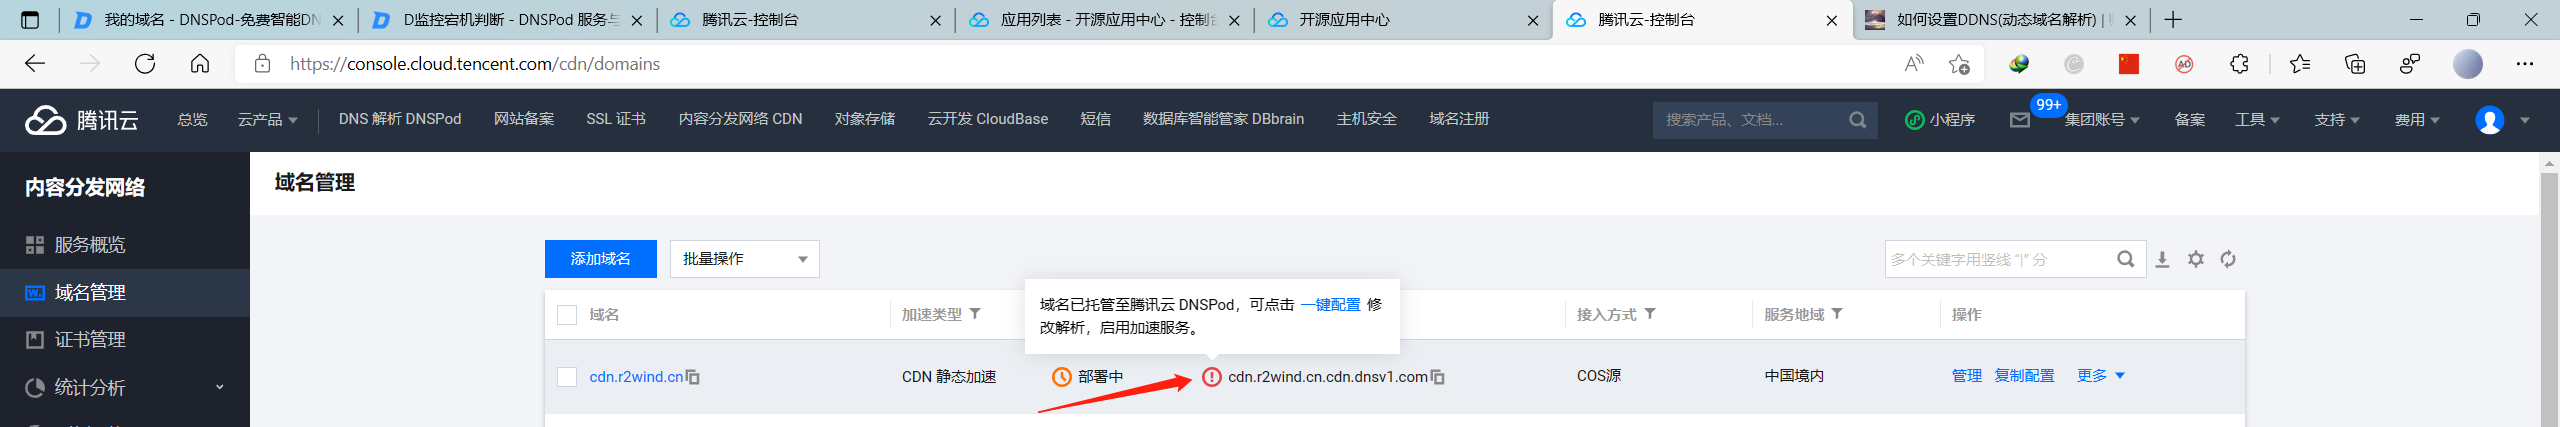 我的域名 - DNSPod-免费智能DN
D监控宕机判断 - DNSPod 服务与
腾讯云-控制台
应用列表 - 开源应用中心 - 控制台
开源应用中心
腾讯云-控制台
如何设置DDNS(动态域名解析) |
https://console.cloud.tencent.com/cdn/domains
腾讯云
总览
云产品
DNS 解析 DNSPod
网站备案
SSL 证书
内容分发网络 CDN
对象存储
云开发 CloudBase
短信
数据库智能管家 DBbrain
主机安全
域名注册
搜索产品、文档...
小程序
99+
集团账号
备案
工具
支持
费用
内容分发网络
域名管理
服务概览
域名管理
证书管理
统计分析
添加域名
批量操作
多个关键字用竖线 "|" 分
域名已托管至腾讯云 DNSPod，可点击 一键配置 修
改解析，启用加速服务。
域名
加速类型
接入方式
服务地域
操作
cdn.r2wind.cn
CDN 静态加速
部署中
cdn.r2wind.cn.cdn.dnsv1.com
COS源
中国境内
管理
复制配置
更多